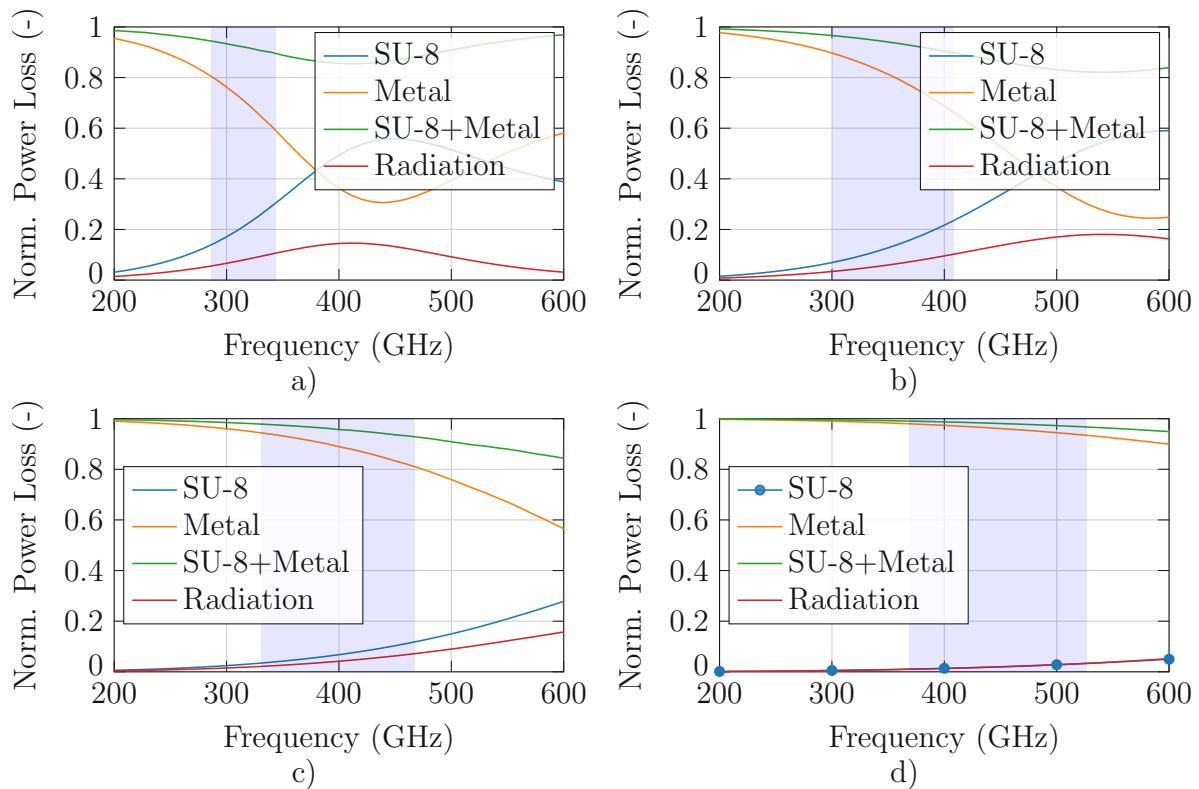 Norm. Power Loss (-)
1
0.8
0.6
0.4
0.2
0
SU-8
Metal
SU-8+Metal
Radiation
200 300 400 500 600
Frequency (GHz)
a)
Norm. Power Loss (-)
1
0.8
0.6
0.4
0.2
0
SU-8
Metal
SU-8+Metal
Radiation
200 300 400 500 600
Frequency (GHz)
b)
Norm. Power Loss (-)
1
0.8
0.6
0.4
0.2
0
SU-8
Metal
SU-8+Metal
Radiation
200 300 400 500 600
Frequency (GHz)
c)
Norm. Power Loss (-)
1
0.8
0.6
0.4
0.2
0
SU-8
Metal
SU-8+Metal
Radiation
200 300 400 500 600
Frequency (GHz)
d)